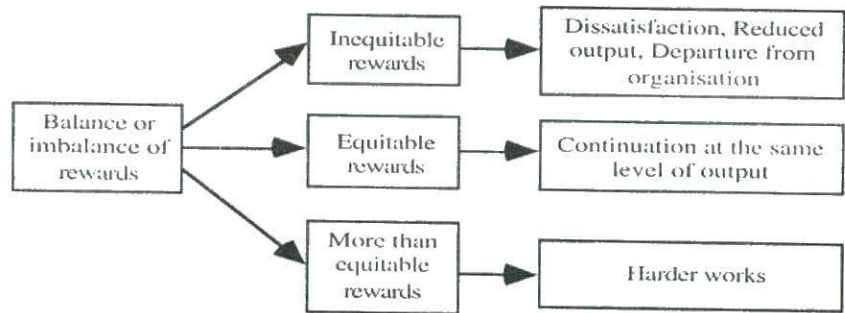 Balance or
imbalance of
rewards
Inequitable
rewards
Dissatisfaction, Reduced
output, Departure from
organisation
Equitable
rewards
Continuation at the same
level of output
More than
equitable
rewards
Harder works